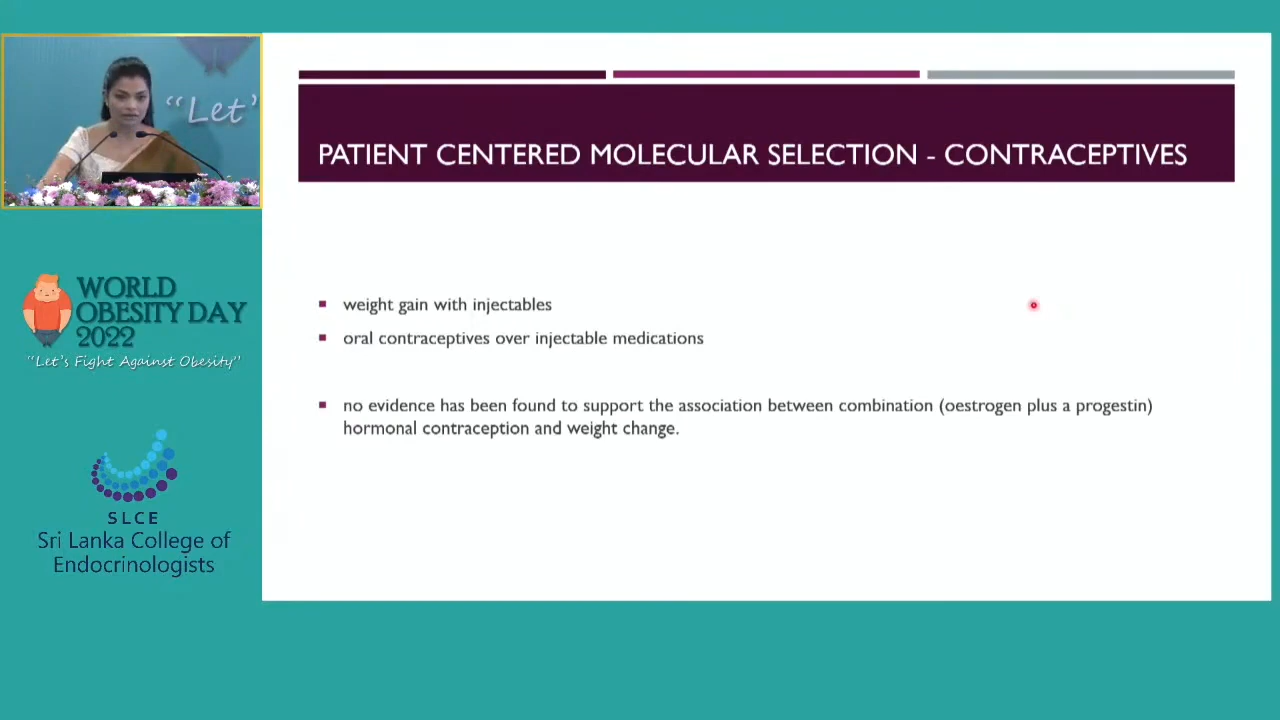 "Let'
WORLD
OBESITY DAY
2022
"Let's Fight Against Obesity"
SLCE
Sri Lanka College of
Endocrinologists
PATIENT CENTERED MOLECULAR SELECTION - CONTRACEPTIVES
weight gain with injectables
oral contraceptives over injectable medications
no evidence has been found to support the association between combination (oestrogen plus a progestin)
hormonal contraception and weight change.